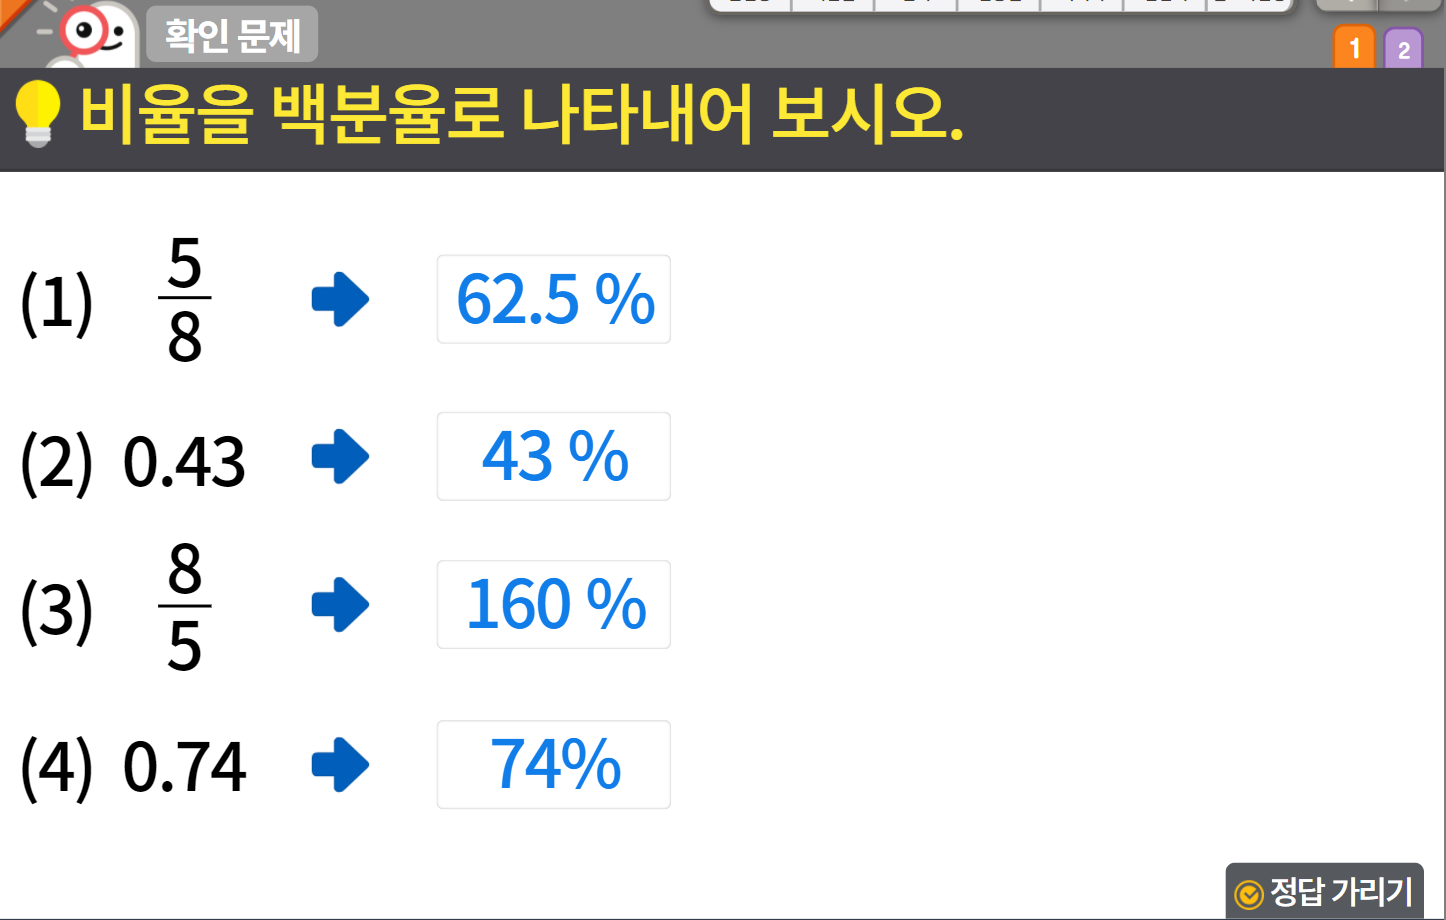 확인 문제
1 2
비율을 백분율로 나타내어 보시오.
(1) 5/8 → 62.5 %
(2) 0.43 → 43 %
(3) 8/5 → 160 %
(4) 0.74 → 74%
정답 가리기